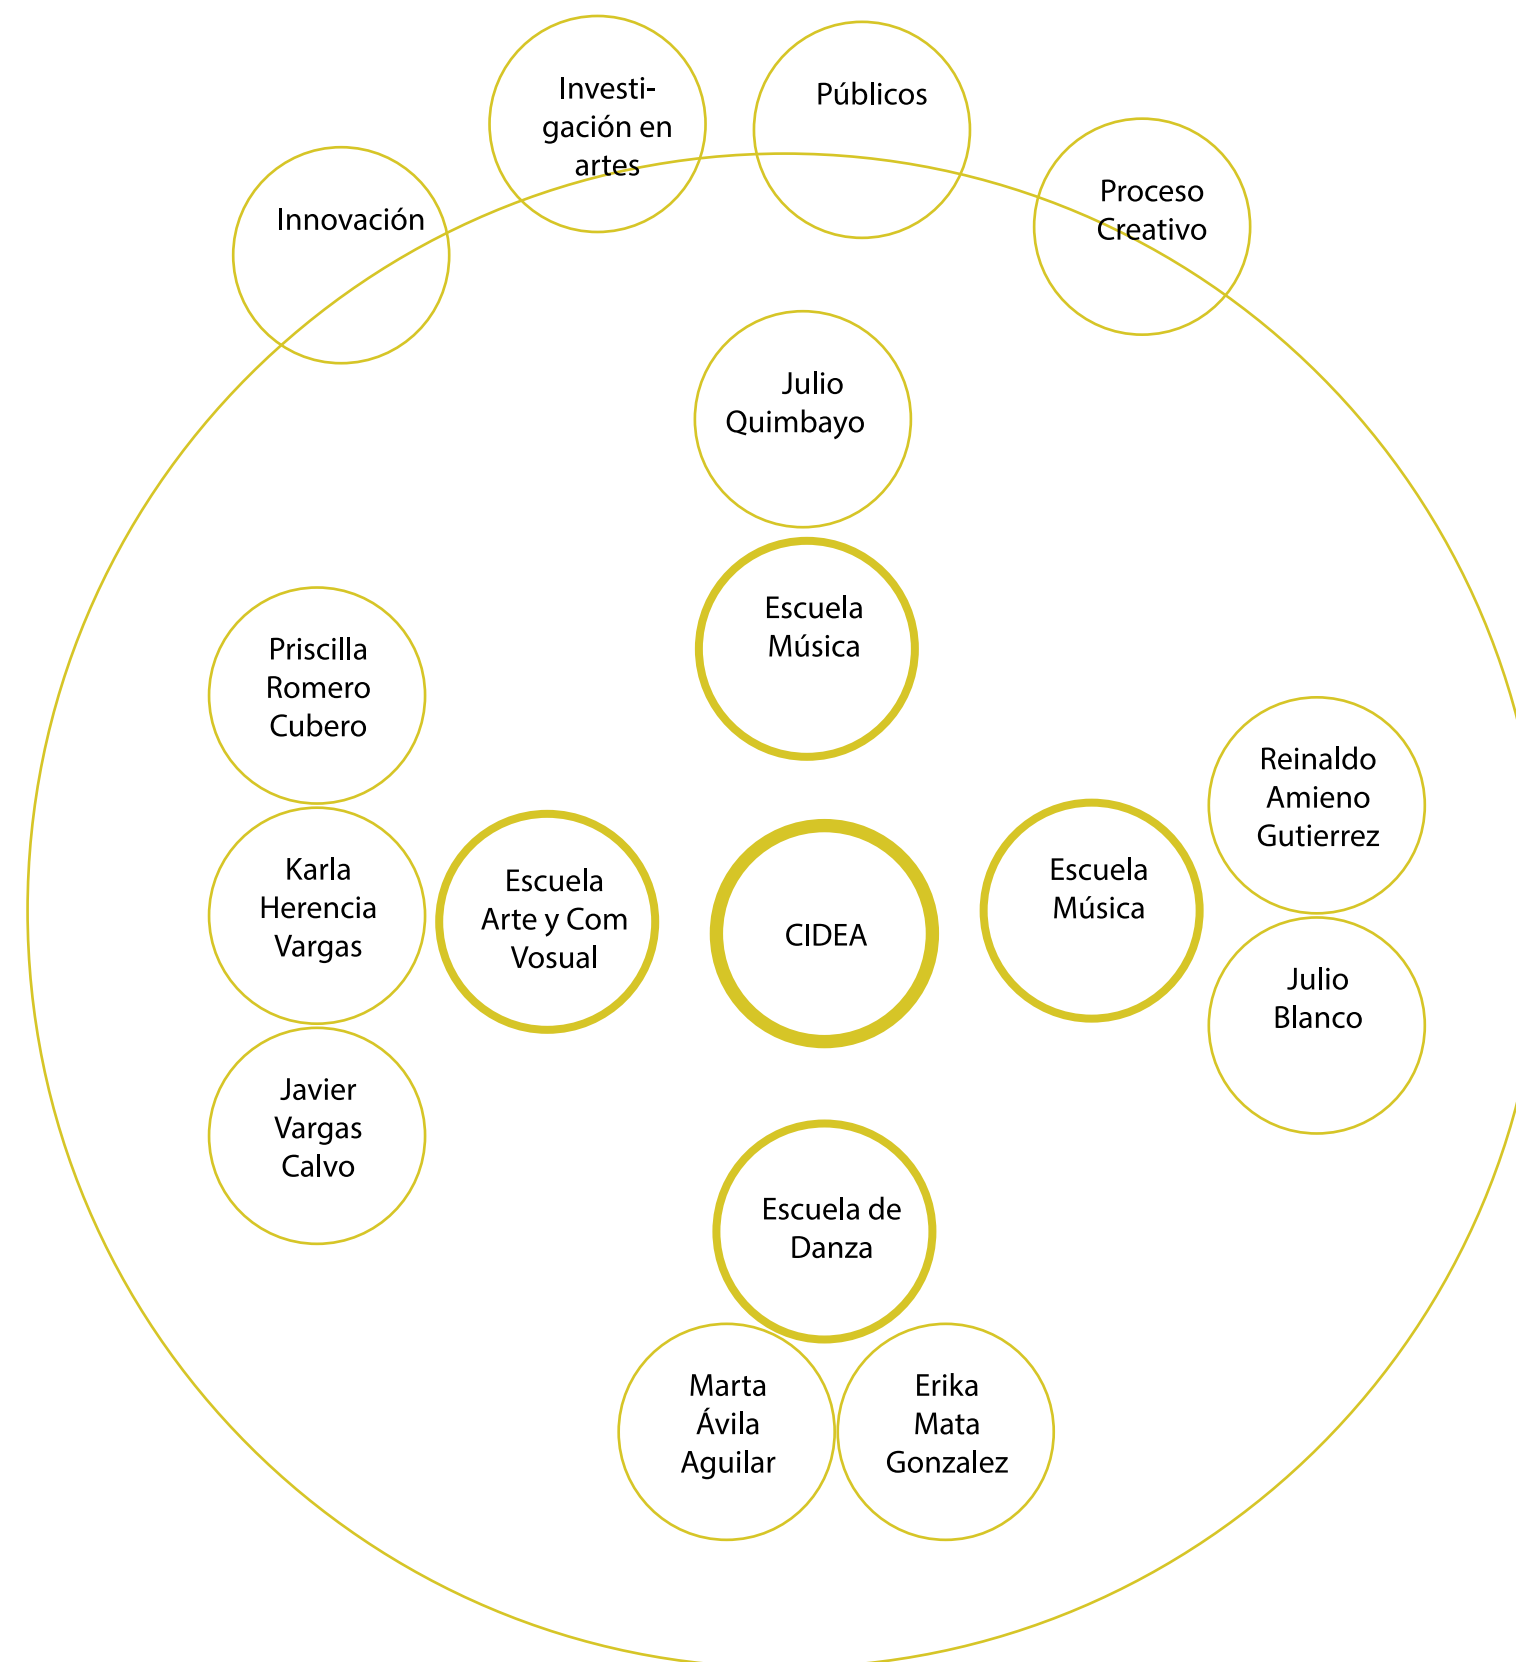 Investi-
gación en
artes
Públicos
Proceso
Creativo
Innovación
Julio
Quimbayo
Escuela
Música
Priscilla
Romero
Cubero
Karla
Herencia
Vargas
Javier
Vargas
Calvo
Escuela
Arte y Com
Vosual
CIDEA
Escuela
Música
Reinaldo
Amieno
Gutierrez
Julio
Blanco
Escuela de
Danza
Marta
Ávila
Aguilar
Erika
Mata
Gonzalez